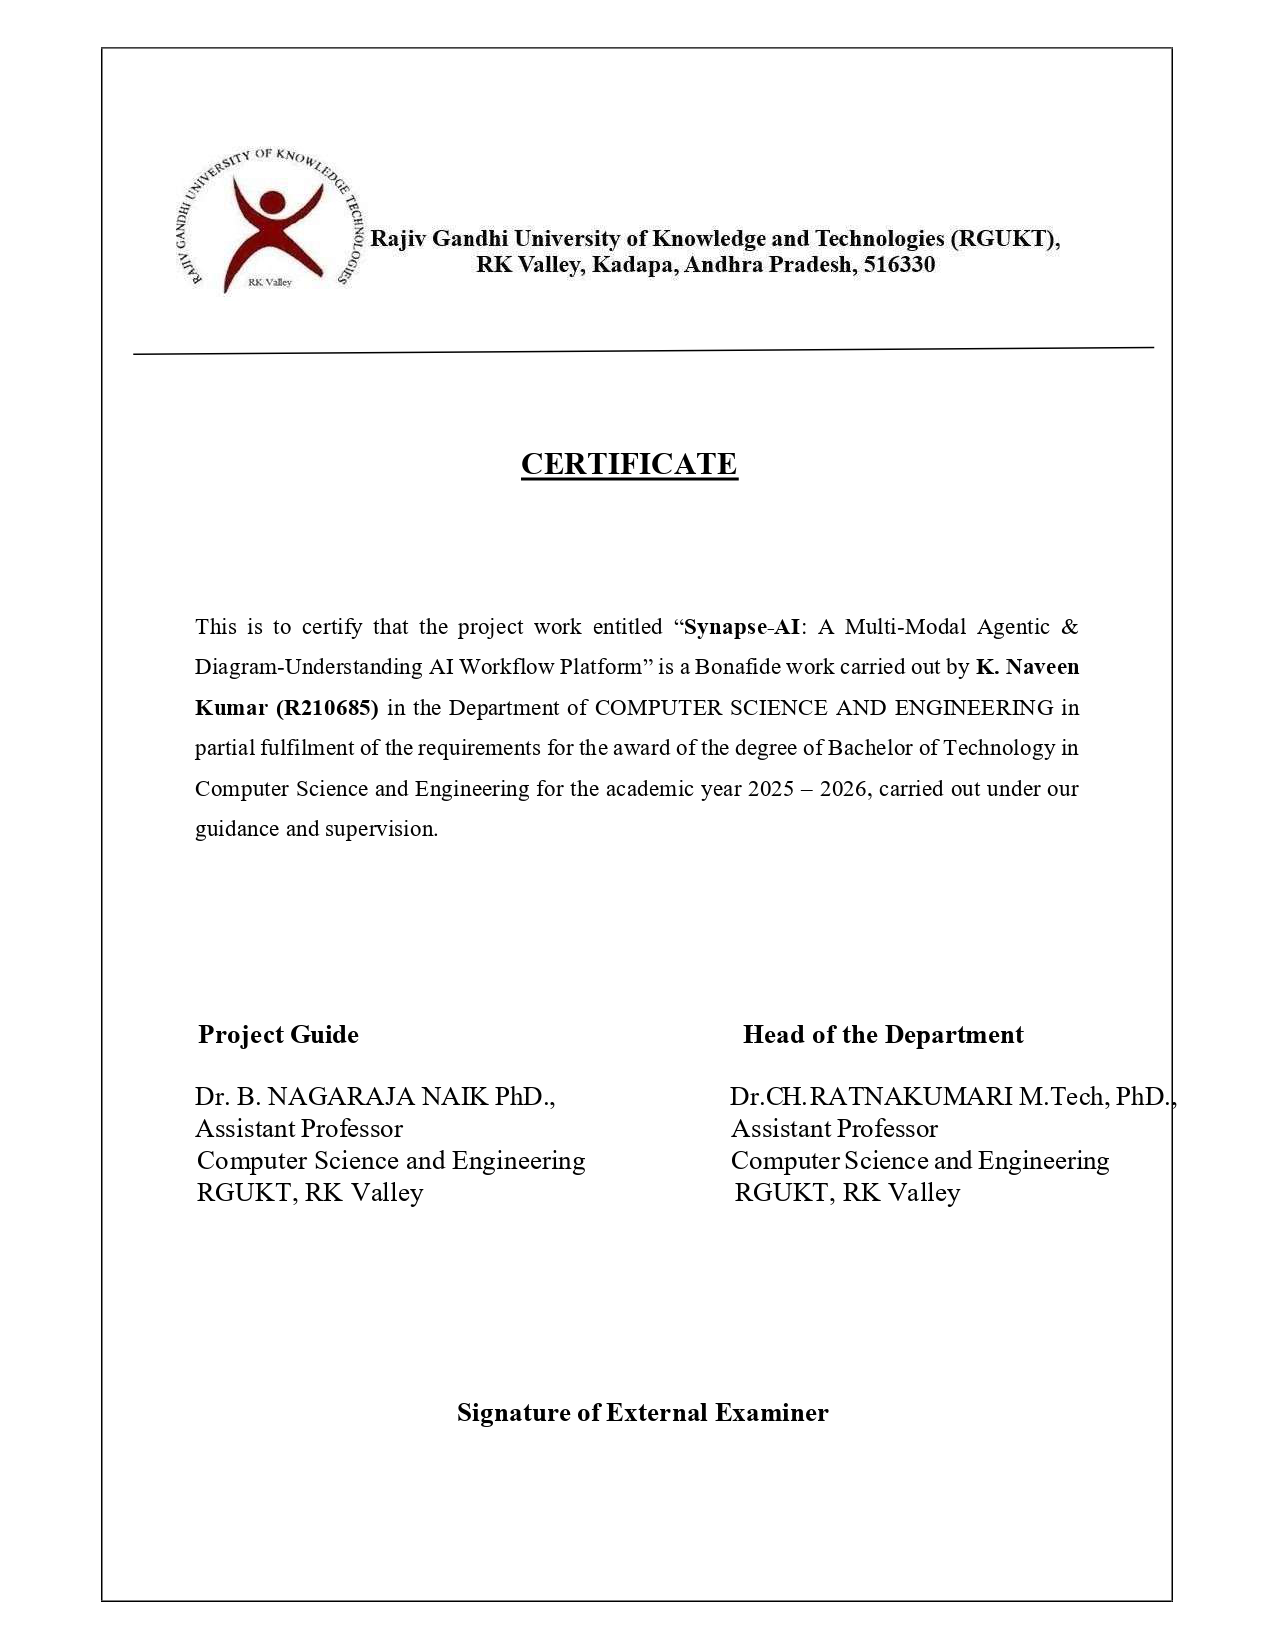 RAJIV GANDHI UNIVERSITY OF KNOWLEDGE TECHNOLOGIES
RK Valley
Rajiv Gandhi University of Knowledge and Technologies (RGUKT),
RK Valley, Kadapa, Andhra Pradesh, 516330
CERTIFICATE
This is to certify that the project work entitled “Synapse-AI: A Multi-Modal Agentic &
Diagram-Understanding AI Workflow Platform” is a Bonafide work carried out by K. Naveen
Kumar (R210685) in the Department of COMPUTER SCIENCE AND ENGINEERING in
partial fulfilment of the requirements for the award of the degree of Bachelor of Technology in
Computer Science and Engineering for the academic year 2025 – 2026, carried out under our
guidance and supervision.
Project Guide
Dr. B. NAGARAJA NAIK PhD.,
Assistant Professor
Computer Science and Engineering
RGUKT, RK Valley
Head of the Department
Dr.CH.RATNAKUMARI M.Tech, PhD.,
Assistant Professor
Computer Science and Engineering
RGUKT, RK Valley
Signature of External Examiner